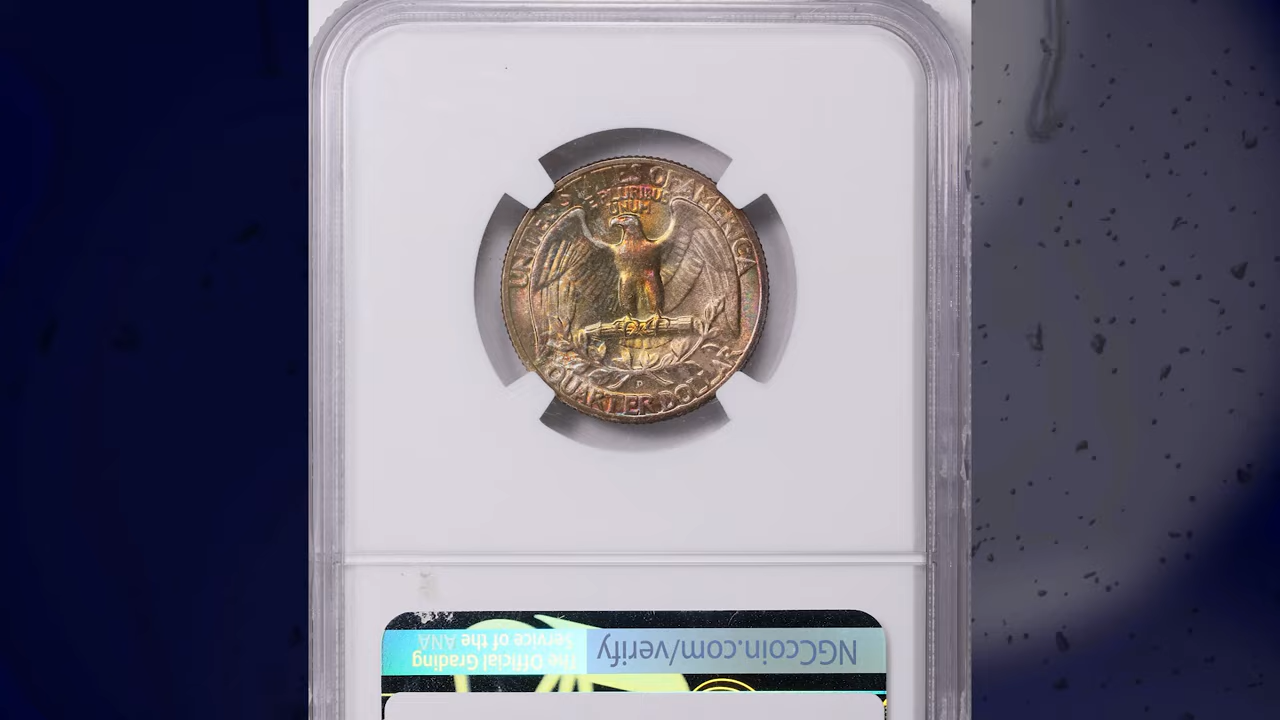 UNITED STATES OF AMERICA
E PLURIBUS
UNUM
P
QUARTER DOLLAR
NGCcoin.com/verify
The Official Grading
Service of the ANA